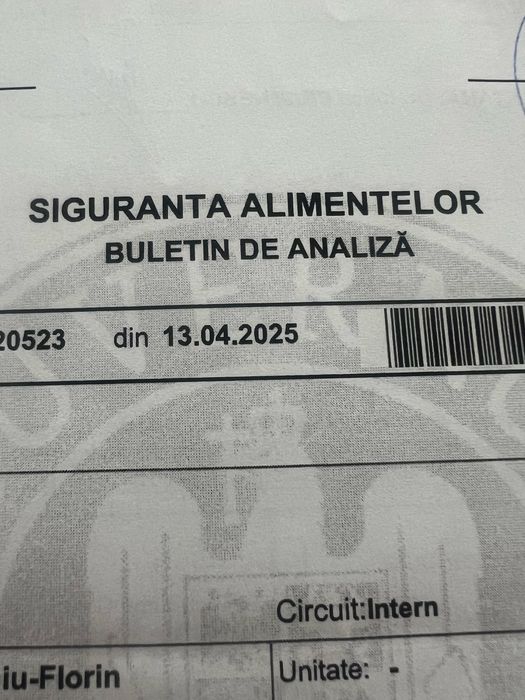 SIGURANTA ALIMENTELOR
BULETIN DE ANALIZĂ
20523 din 13.04.2025
Circuit:Intern
iu-Florin
Unitate: -